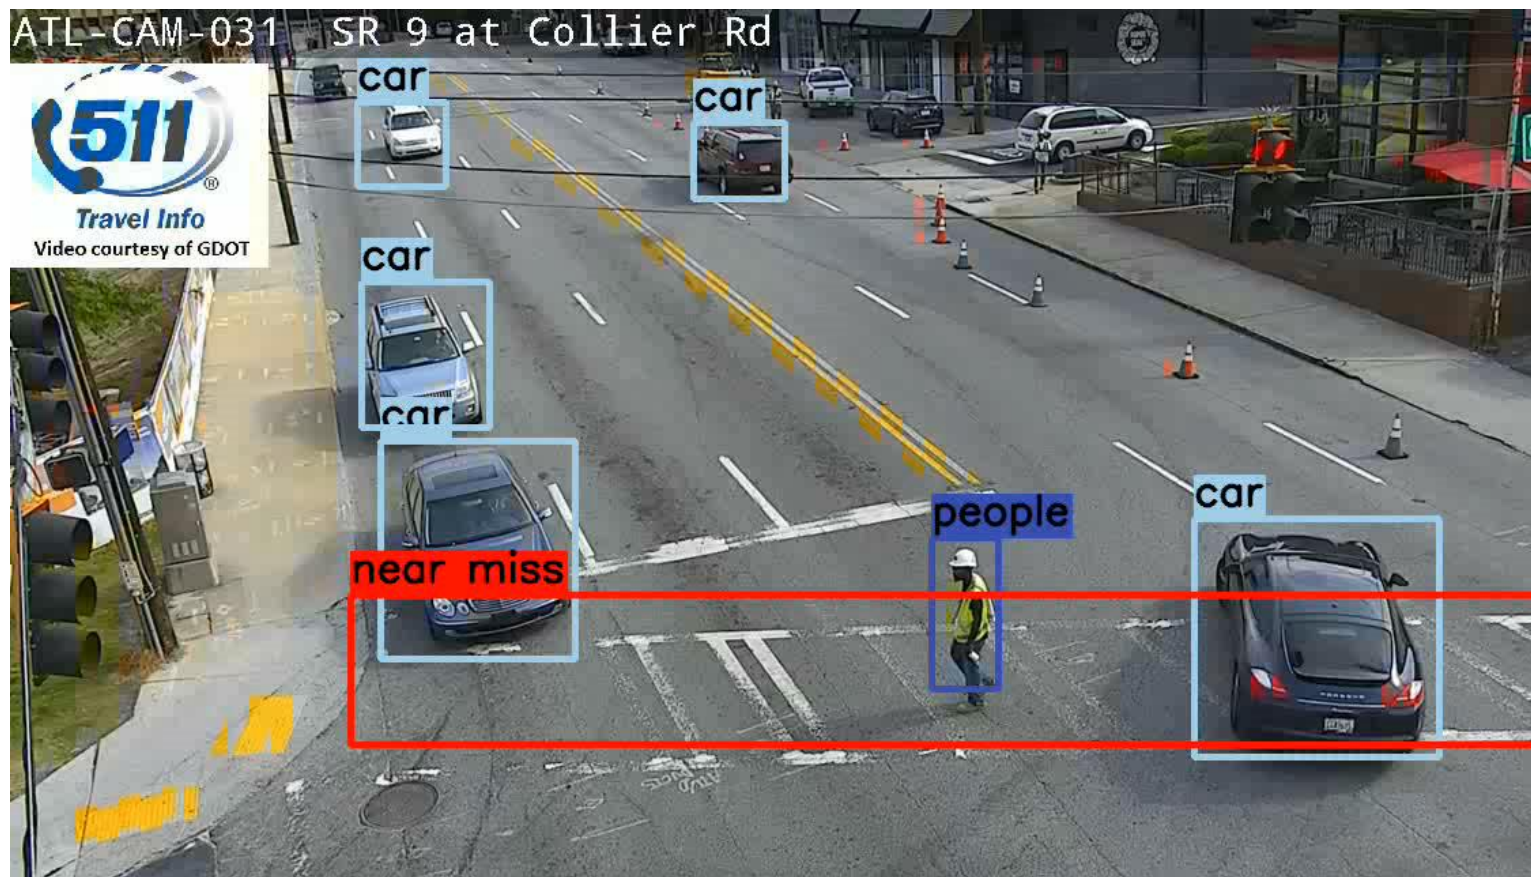 ATL-CAM-031 SR 9 at Collier Rd
511
®
Travel Info
Video courtesy of GDOT
car
car
car
car
near miss
people
car
PORSCHE